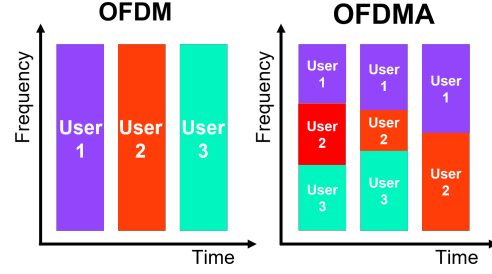 OFDM
Frequency
User
1
User
2
User
3
Time
OFDMA
Frequency
User
1
User
2
User
3
User
1
User
2
User
3
User
1
User
2
Time